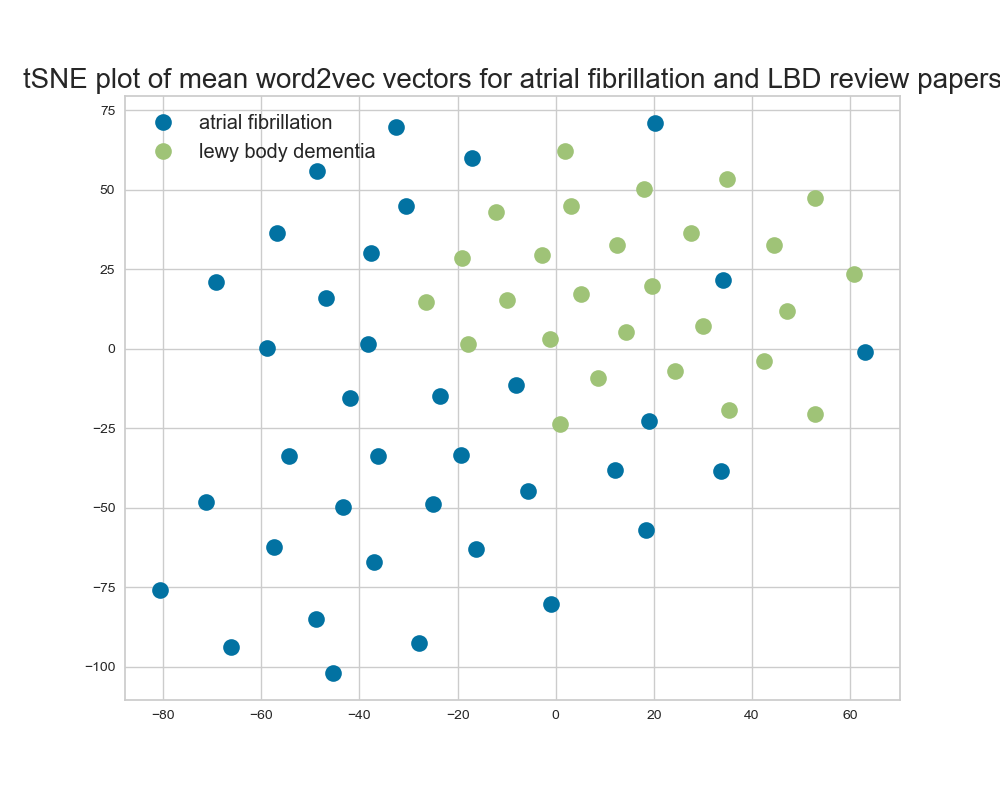 tSNE plot of mean word2vec vectors for atrial fibrillation and LBD review papers
atrial fibrillation
lewy body dementia
75
50
25
0
−25
−50
−75
−100
−80 −60 −40 −20 0 20 40 60